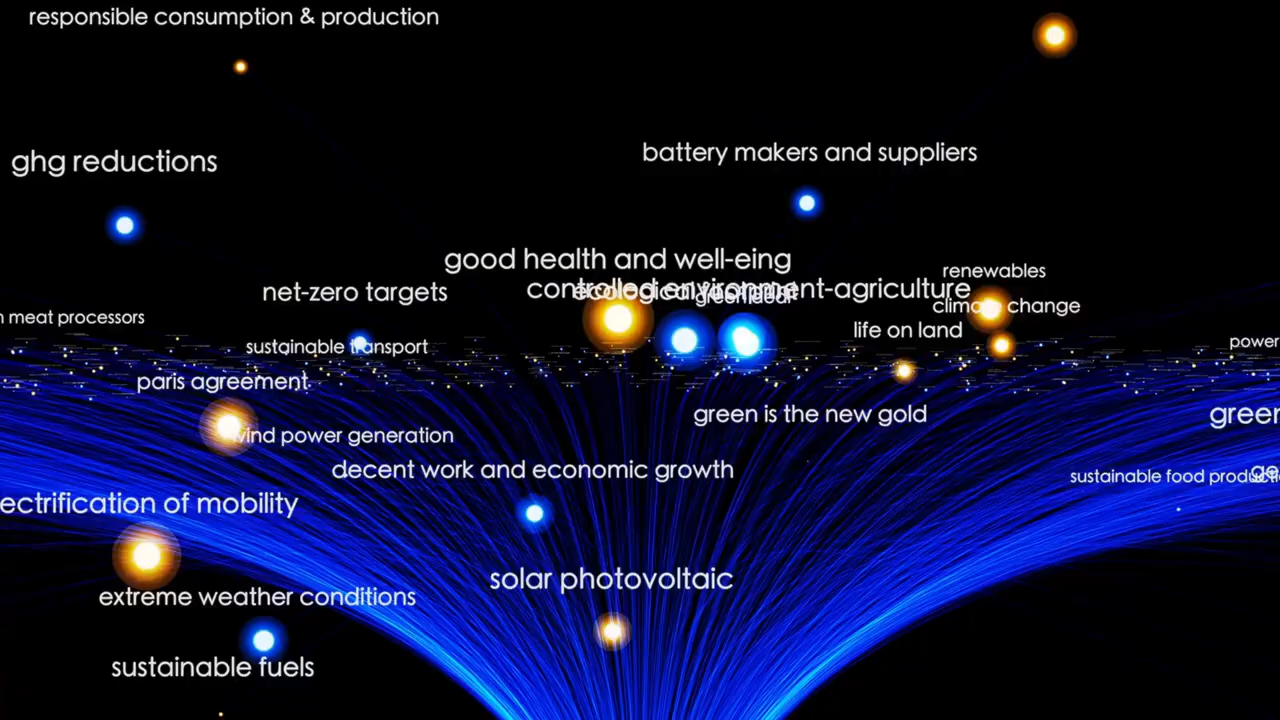 responsible consumption & production
battery makers and suppliers
ghg reductions
good health and well-eing
renewables
net-zero targets
controlled environment-agriculture
climate change
meat processors
life on land
sustainable transport
power
paris agreement
green is the new gold
green
wind power generation
decent work and economic growth
sustainable food
ectrification of mobility
solar photovoltaic
extreme weather conditions
sustainable fuels